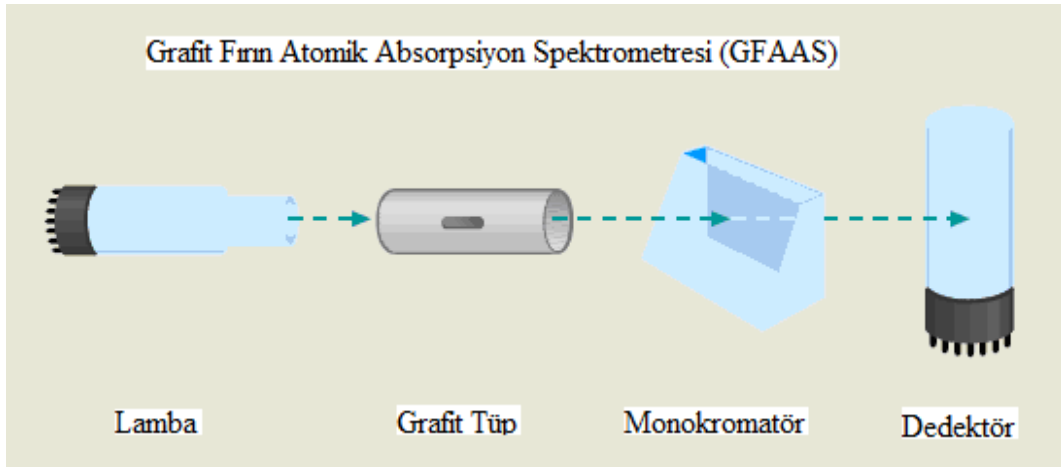 Grafit Fırın Atomik Absorpsiyon Spektrometresi (GFAAS)
Lamba
Grafit Tüp
Monokromatör
Dedektör